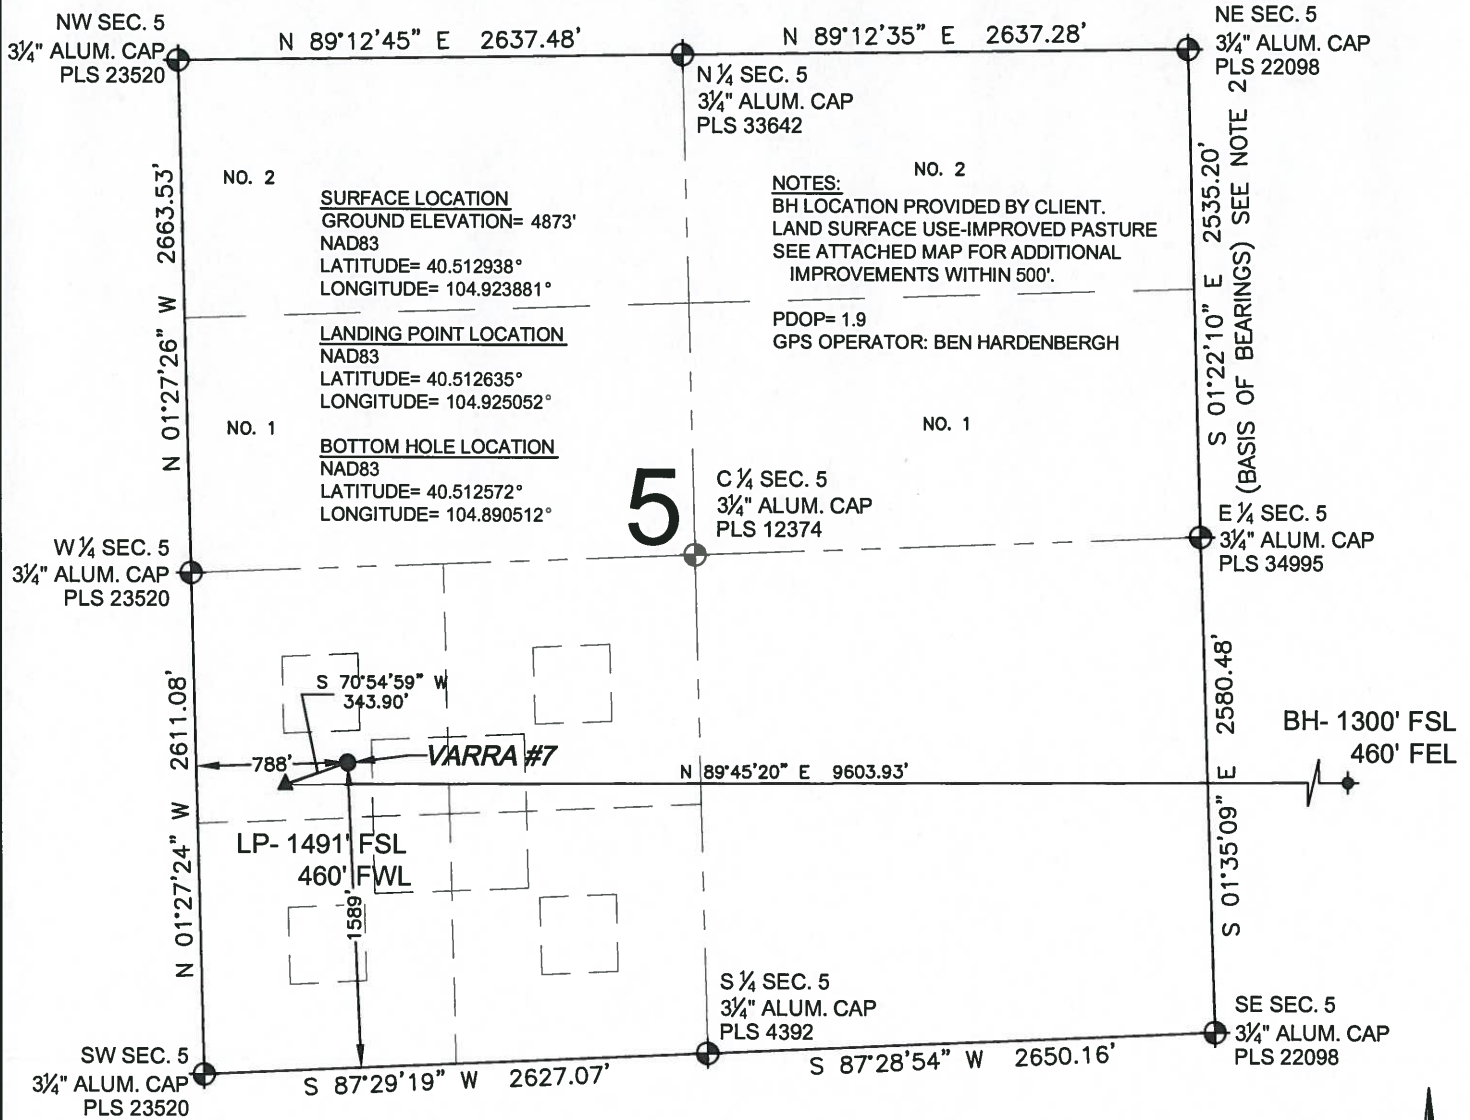 NW SEC. 5
3¼" ALUM. CAP
PLS 23520
N 89°12'45" E 2637.48'
N 89°12'35" E 2637.28'
NE SEC. 5
3¼" ALUM. CAP
PLS 22098
N ¼ SEC. 5
3¼" ALUM. CAP
PLS 33642
N 01°27'26" W 2663.53'
NO. 2
SURFACE LOCATION
GROUND ELEVATION= 4873'
NAD83
LATITUDE= 40.512938°
LONGITUDE= 104.923881°
LANDING POINT LOCATION
NAD83
LATITUDE= 40.512635°
LONGITUDE= 104.925052°
NO. 1
BOTTOM HOLE LOCATION
NAD83
LATITUDE= 40.512572°
LONGITUDE= 104.890512°
NO. 2
NOTES:
BH LOCATION PROVIDED BY CLIENT.
LAND SURFACE USE-IMPROVED PASTURE
SEE ATTACHED MAP FOR ADDITIONAL
IMPROVEMENTS WITHIN 500'.
PDOP= 1.9
GPS OPERATOR: BEN HARDENBERGH
NO. 1
S 01°22'10" E 2535.20'
(BASIS OF BEARINGS) SEE NOTE 2
5
C ¼ SEC. 5
3¼" ALUM. CAP
PLS 12374
E ¼ SEC. 5
3¼" ALUM. CAP
PLS 34995
W ¼ SEC. 5
3¼" ALUM. CAP
PLS 23520
N 01°27'24" W 2611.08'
S 70°54'59" W
343.90'
788'
VARRA #7
N 89°45'20" E 9603.93'
S 01°35'09" E 2580.48'
BH- 1300' FSL
460' FEL
LP- 1491' FSL
460' FWL
1589'
S ¼ SEC. 5
3¼" ALUM. CAP
PLS 4392
SE SEC. 5
3¼" ALUM. CAP
PLS 22098
SW SEC. 5
3¼" ALUM. CAP
PLS 23520
S 87°29'19" W 2627.07'
S 87°28'54" W 2650.16'